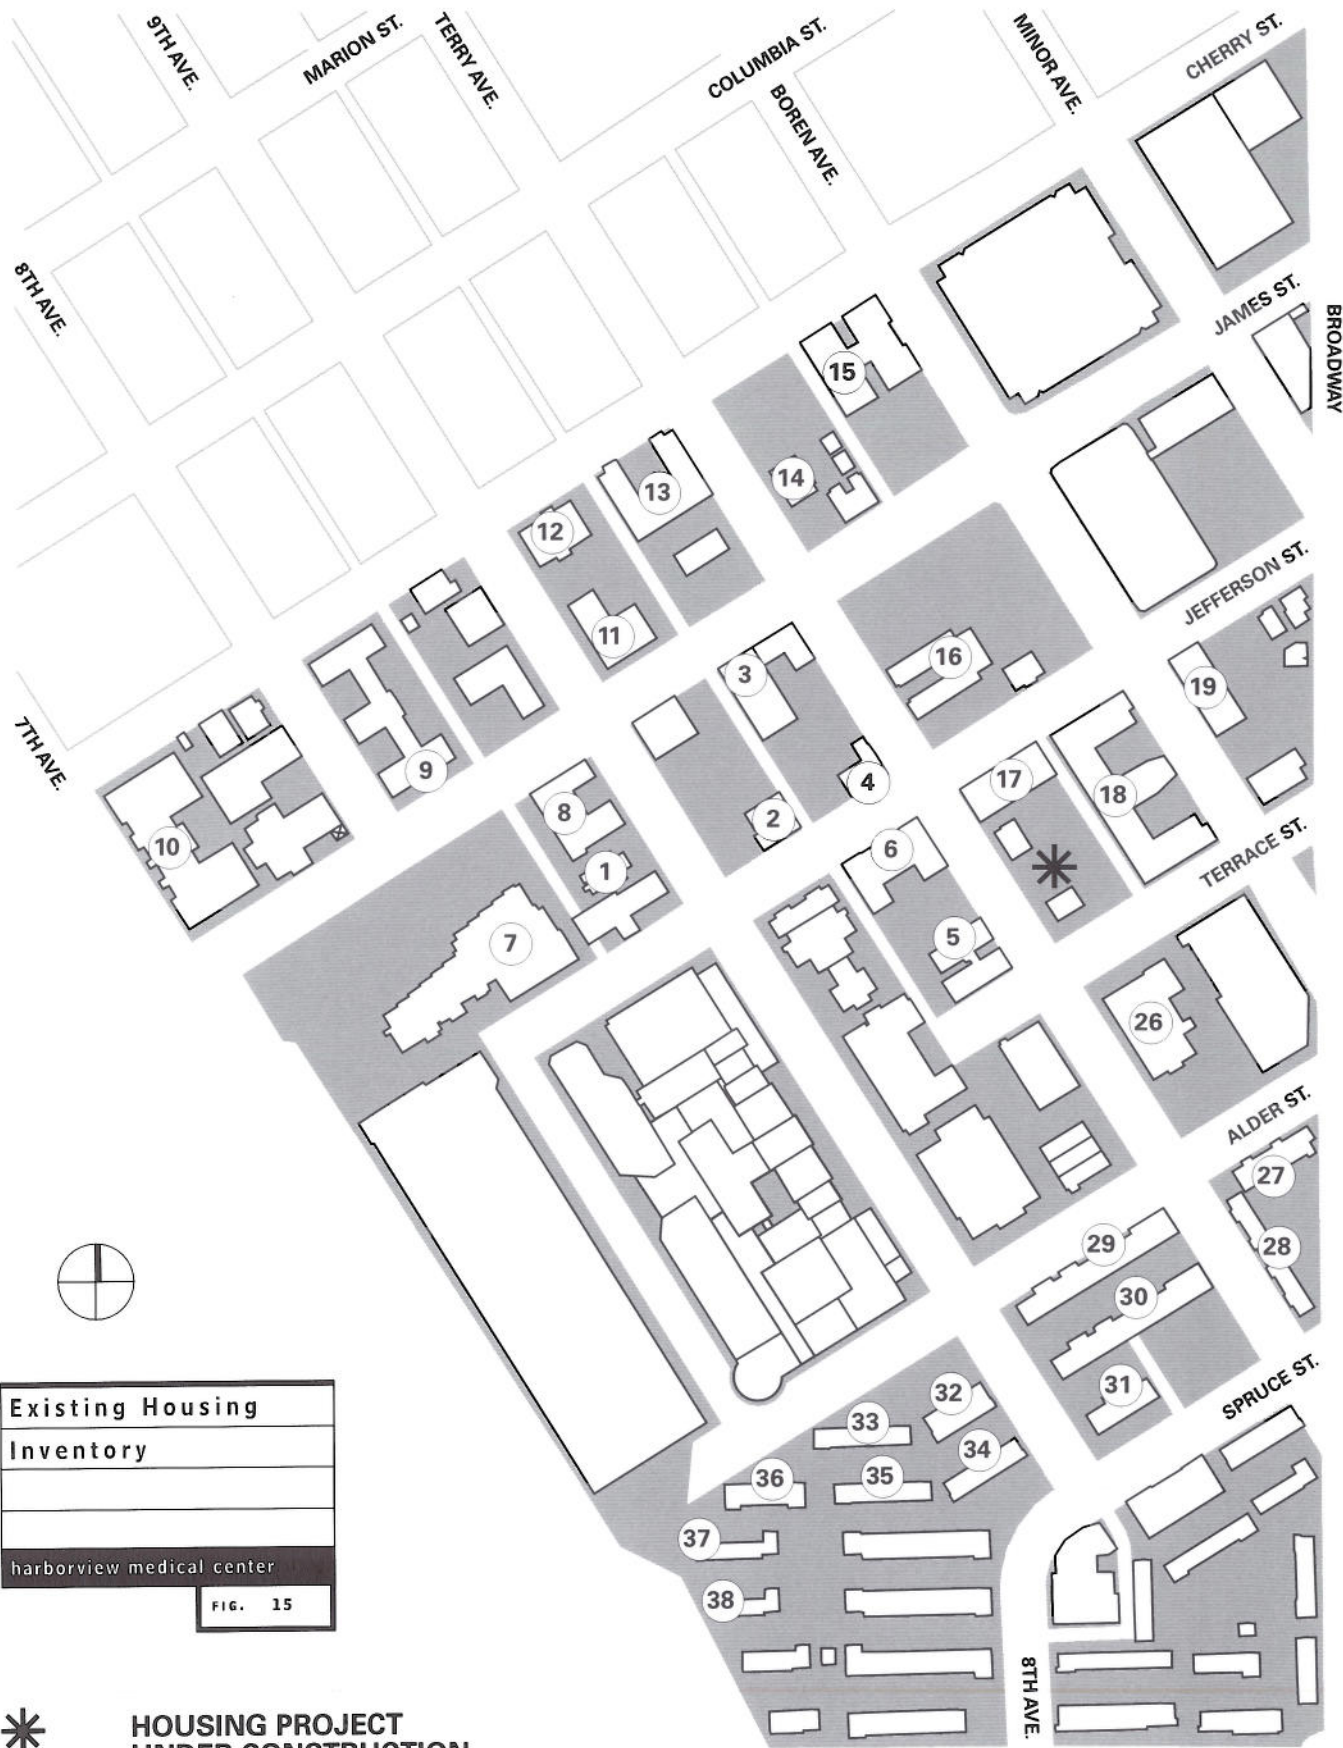 9TH AVE.
MARION ST.
TERRY AVE.
COLUMBIA ST.
BOREN AVE.
MINOR AVE.
CHERRY ST.
8TH AVE.
JAMES ST.
BROADWAY
15
14
13
12
11
JEFFERSON ST.
16
3
19
7TH AVE.
9
4
17
18
8
2
10
6
1
TERRACE ST.
7
5
26
ALDER ST.
27
29
28
30
SPRUCE ST.
31
32
33
34
36
35
37
38
8TH AVE.
Existing Housing
Inventory
harborview medical center
FIG. 15
HOUSING PROJECT
UNDER CONSTRUCTION